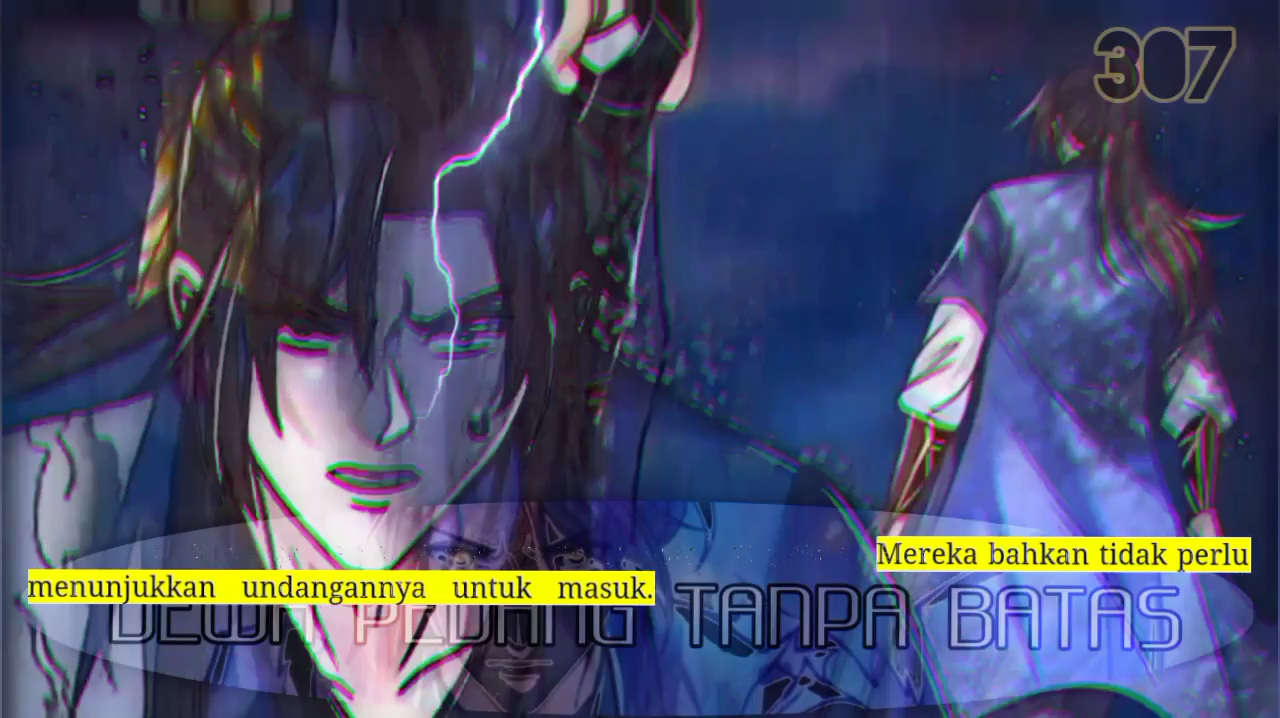 307
Mereka bahkan tidak perlu
menunjukkan undangannya untuk masuk.
DEWA PEDANG TANPA BATAS